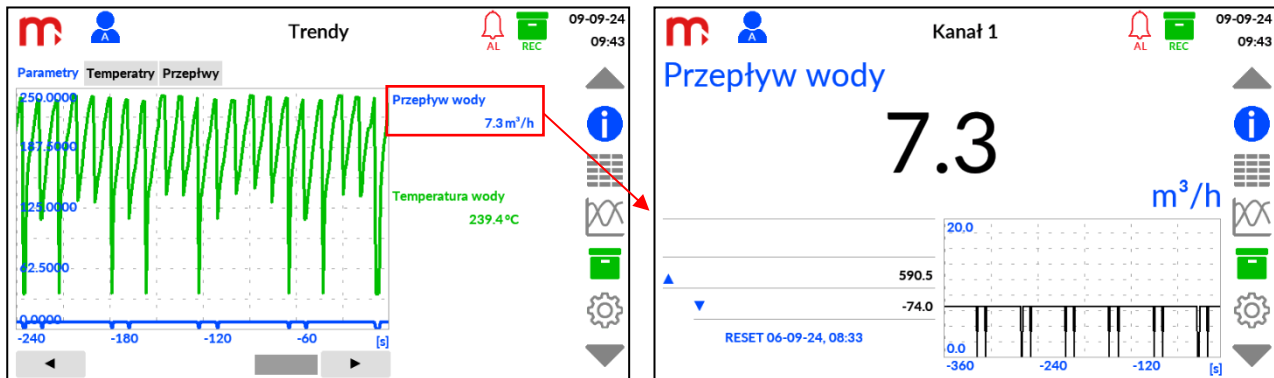 m
A
Trendy
AL
REC
09-09-24
09:43
Parametry Temperatry Przepłwy
250.0000
187.5000
125.0000
62.5000
0.0000
-240 -180 -120 -60 [s]
Przepływ wody
7.3 m³/h
Temperatura wody
239.4 °C
m
A
Kanał 1
AL
REC
09-09-24
09:43
Przepływ wody
7.3
m³/h
590.5
-74.0
RESET 06-09-24, 08:33
20.0
0.0
-360 -240 -120 [s]
i
i